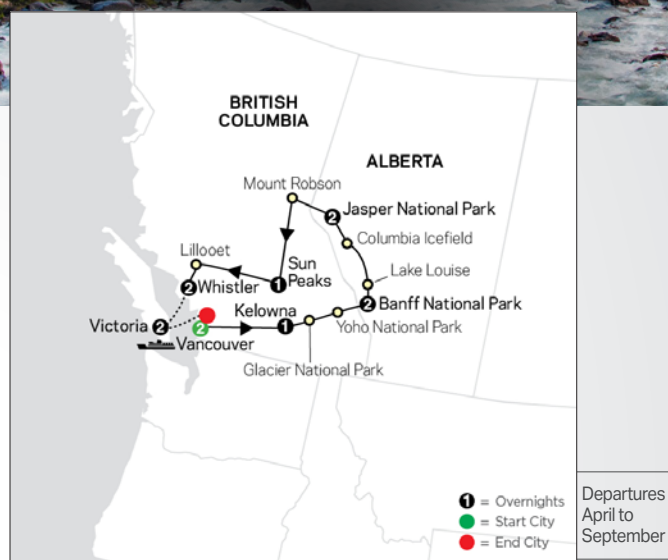 BRITISH
COLUMBIA
ALBERTA
Mount Robson
2 Jasper National Park
Columbia Icefield
Lillooet
Sun
Peaks
1
Lake Louise
2 Whistler
Kelowna
1
2 Banff National Park
Victoria 2
2
Vancouver
Yoho National Park
Glacier National Park
1 = Overnights
= Start City
= End City
Departures
April to
September